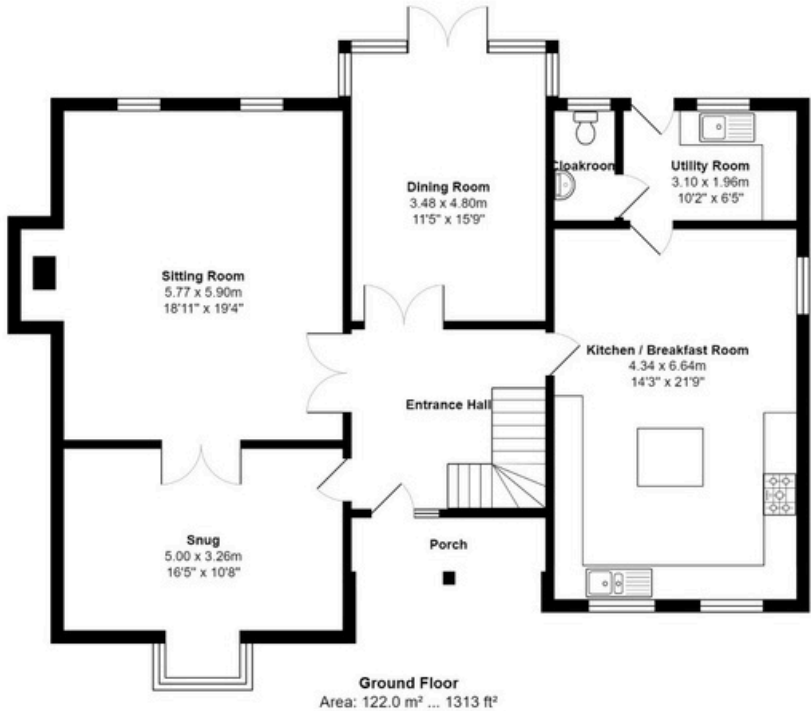 Dining Room
3.48 x 4.80m
11'5" x 15'9"
Cloakroom
Utility Room
3.10 x 1.96m
10'2" x 6'5"
Sitting Room
5.77 x 5.90m
18'11" x 19'4"
Kitchen / Breakfast Room
4.34 x 6.64m
14'3" x 21'9"
Entrance Hall
Snug
5.00 x 3.26m
16'5" x 10'8"
Porch
Ground Floor
Area: 122.0 m² ... 1313 ft²